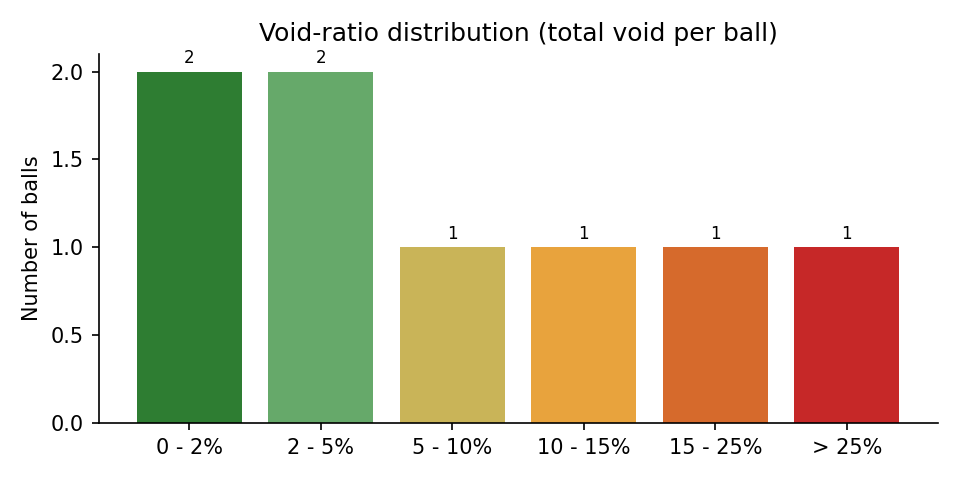 Void-ratio distribution (total void per ball)
Number of balls
2.0
1.5
1.0
0.5
0.0
2 2 1 1 1 1
0 - 2% 2 - 5% 5 - 10% 10 - 15% 15 - 25% > 25%